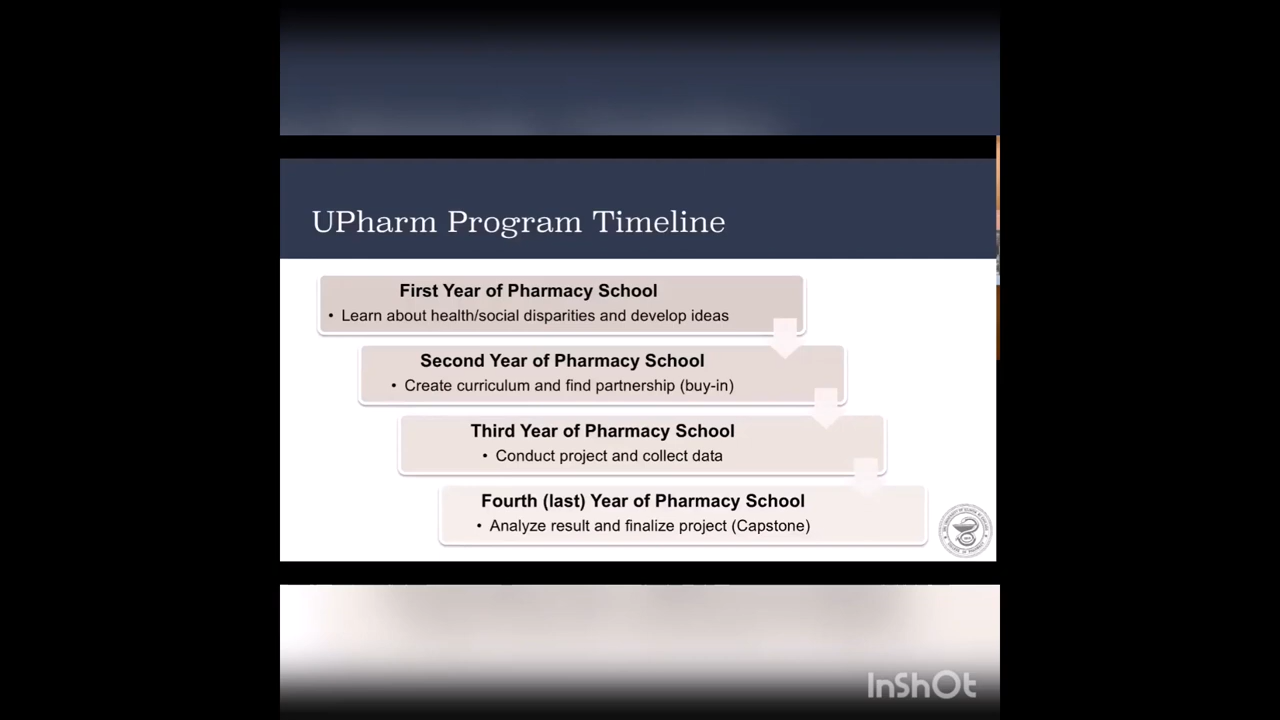 UPharm Program Timeline
First Year of Pharmacy School
• Learn about health/social disparities and develop ideas
Second Year of Pharmacy School
• Create curriculum and find partnership (buy-in)
Third Year of Pharmacy School
• Conduct project and collect data
Fourth (last) Year of Pharmacy School
• Analyze result and finalize project (Capstone)
InShOt